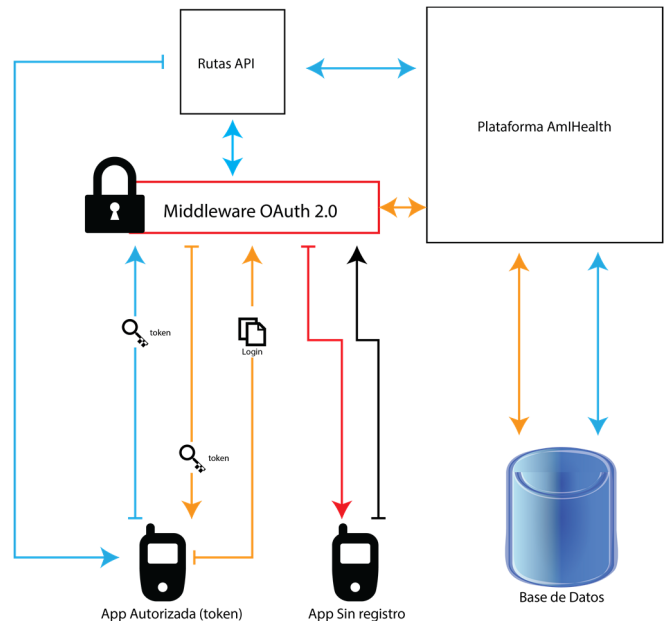 Rutas API
Plataforma AmIHealth
Middleware OAuth 2.0
token
Login
token
App Autorizada (token)
App Sin registro
Base de Datos